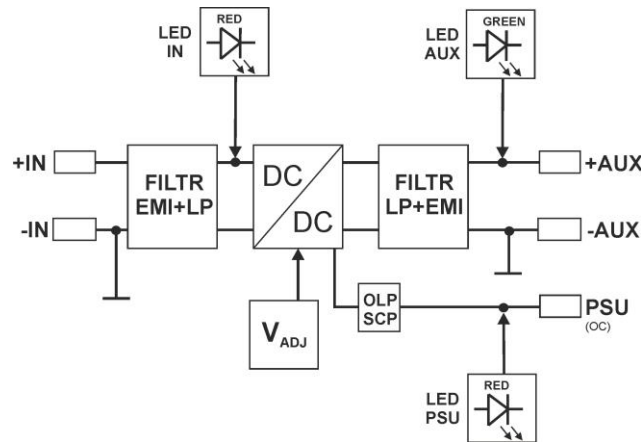 LED
IN
RED
LED
AUX
GREEN
+IN
FILTR
EMI+LP
DC
DC
FILTR
LP+EMI
+AUX
-IN
-AUX
VADJ
OLP
SCP
PSU
(OC)
LED
PSU
RED